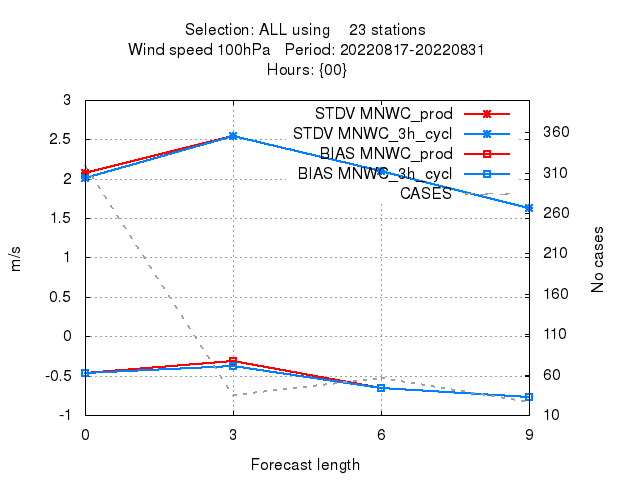 Selection: ALL using    23 stations
Wind speed 100hPa   Period: 20220817-20220831
Hours: {00}
STDV MNWC_prod
STDV MNWC_3h_cycl
BIAS MNWC_prod
BIAS MNWC_3h_cycl
CASES
3
2.5
2
1.5
1
0.5
0
-0.5
-1
m/s
360
310
260
210
160
110
60
10
No cases
0 3 6 9
Forecast length